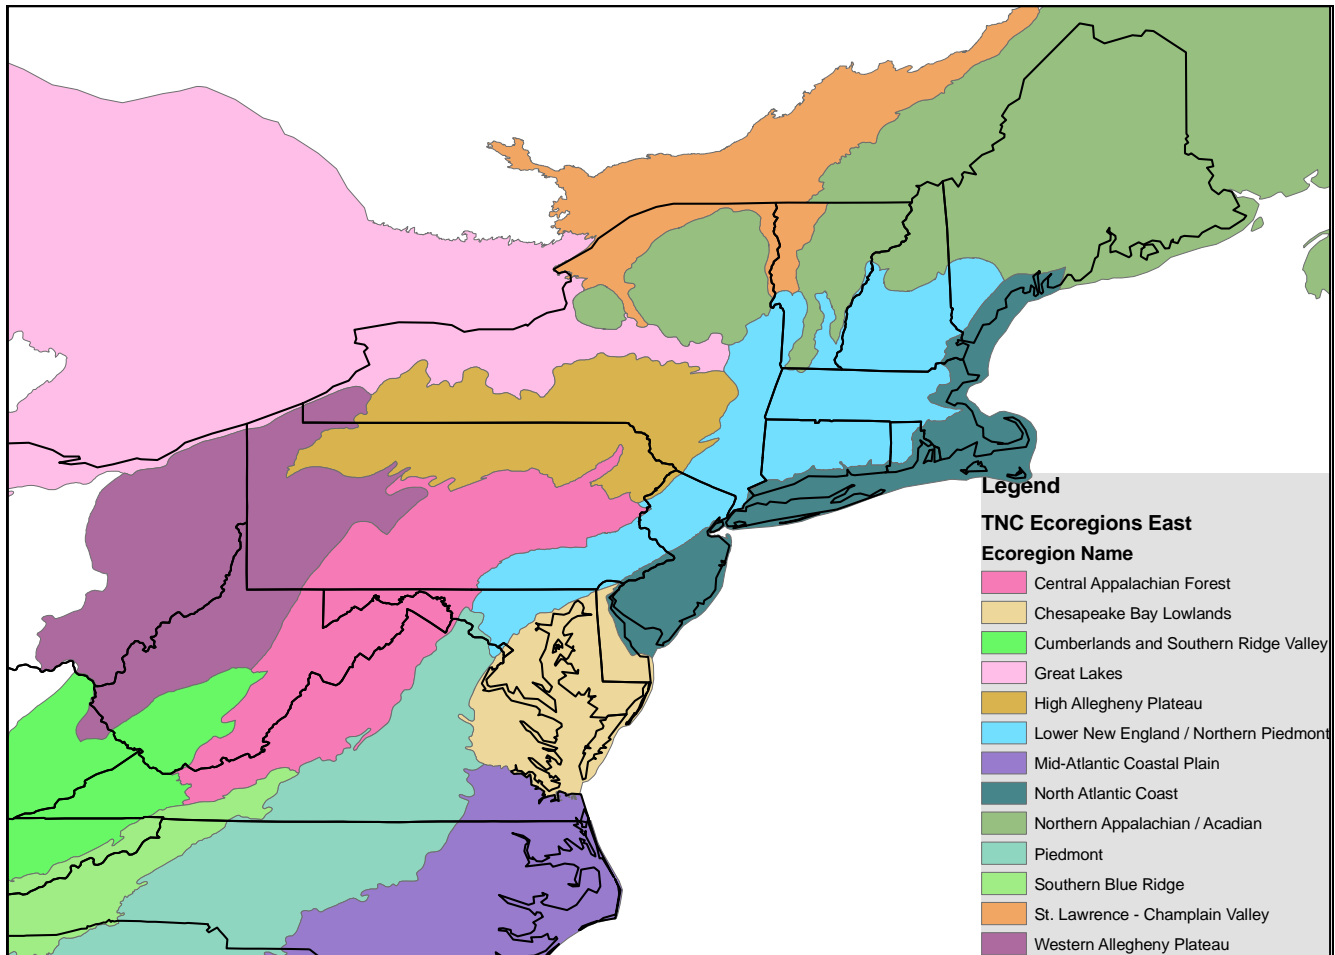 Legend
TNC Ecoregions East
Ecoregion Name
Central Appalachian Forest
Chesapeake Bay Lowlands
Cumberlands and Southern Ridge Valley
Great Lakes
High Allegheny Plateau
Lower New England / Northern Piedmont
Mid-Atlantic Coastal Plain
North Atlantic Coast
Northern Appalachian / Acadian
Piedmont
Southern Blue Ridge
St. Lawrence - Champlain Valley
Western Allegheny Plateau